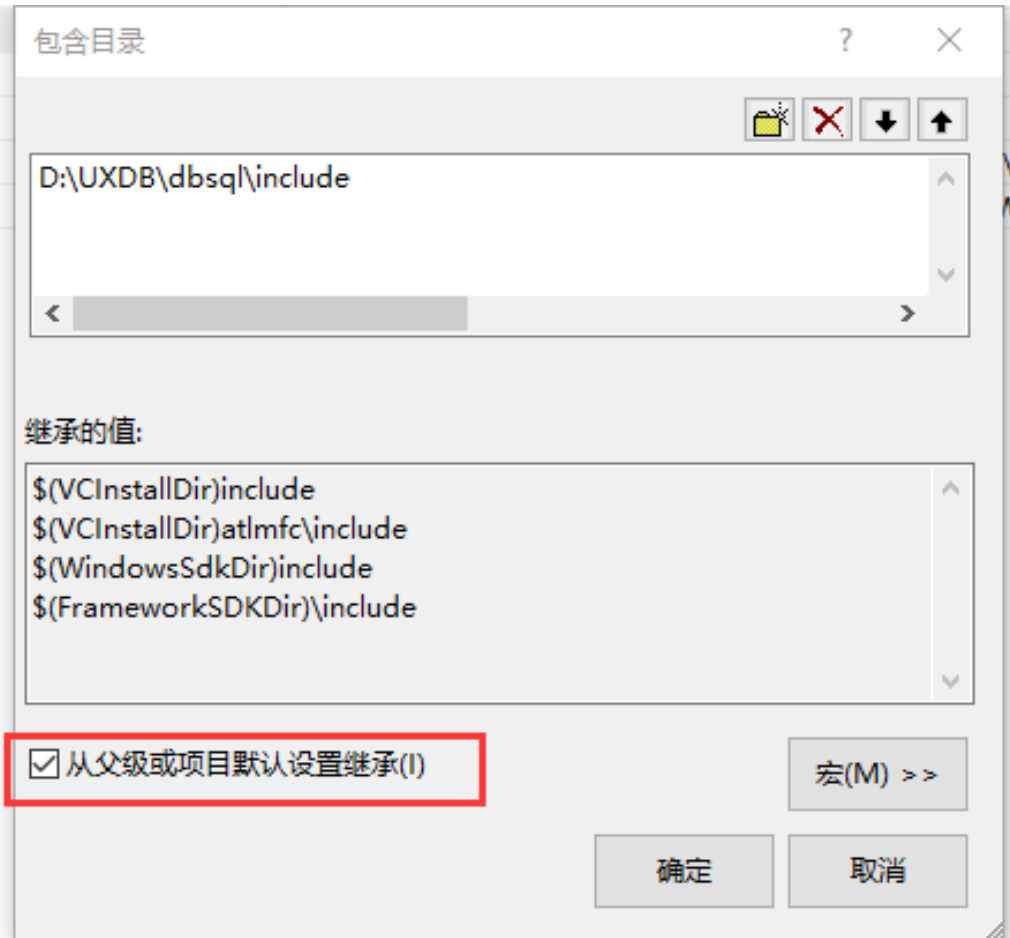 包含目录
D:\UXDB\dbsql\include
继承的值:
$(VCInstallDir)include
$(VCInstallDir)atlmfc\include
$(WindowsSdkDir)include
$(FrameworkSDKDir)\include
从父级或项目默认设置继承(I)
宏(M) >>
确定
取消